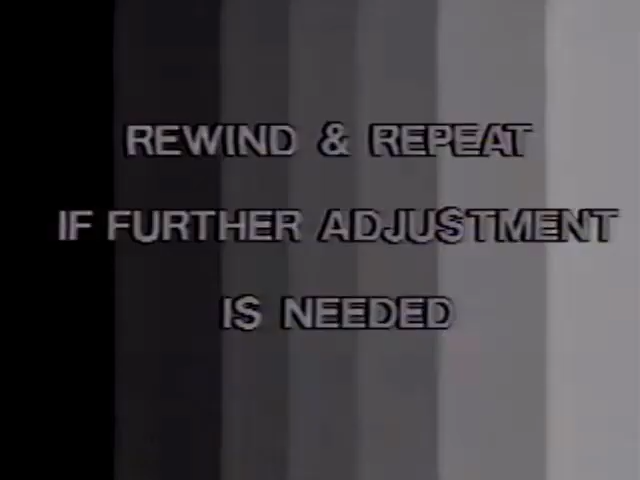 REWIND & REPEAT
IF FURTHER ADJUSTMENT
IS NEEDED